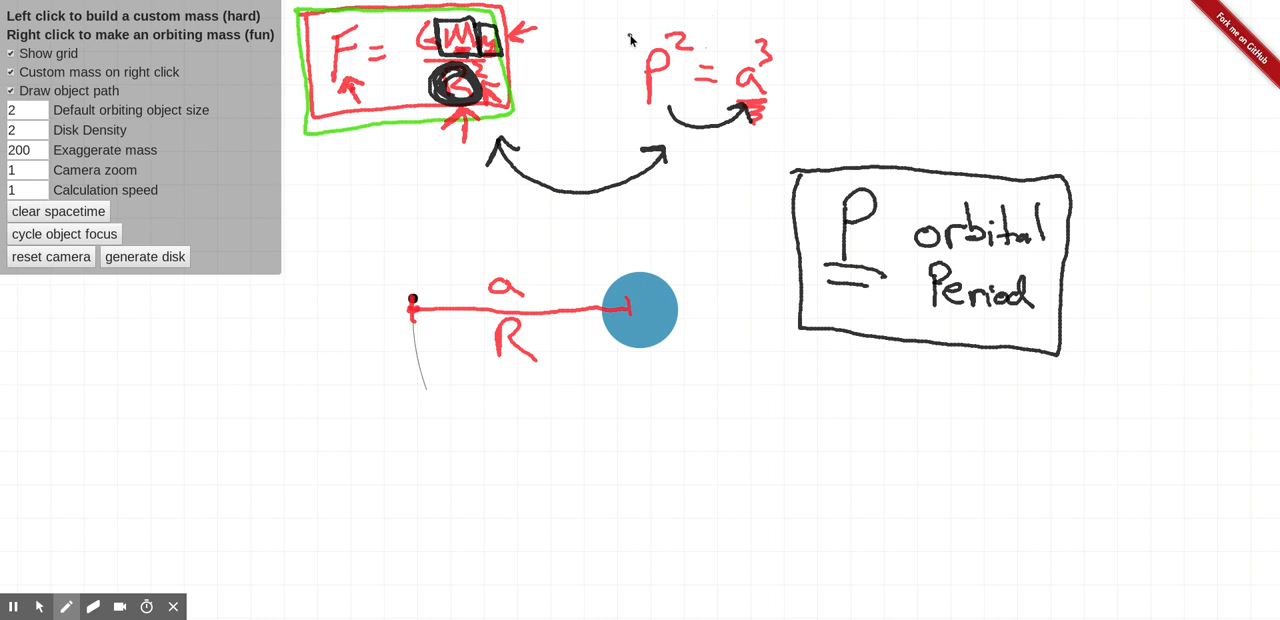 Left click to build a custom mass (hard)
Right click to make an orbiting mass (fun)
Show grid
Custom mass on right click
Draw object path
2 Default orbiting object size
2 Disk Density
200 Exaggerate mass
1 Camera zoom
1 Calculation speed
clear spacetime
cycle object focus
reset camera generate disk
F = G M
P² = a³
Fork me on GitHub
P orbital
Period
a
R